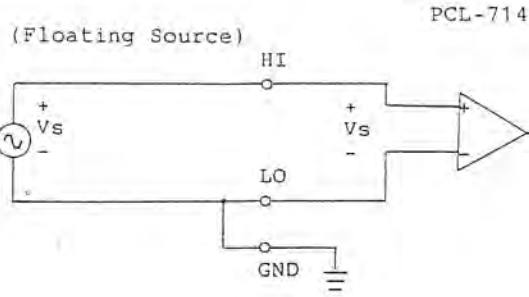 PCL-714
(Floating Source)
HI
+
+
+
Vs
Vs
-
-
-
LO
GND